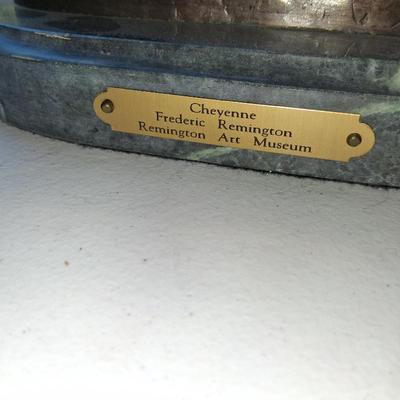 Cheyenne
Frederic Remington
Remington Art Museum